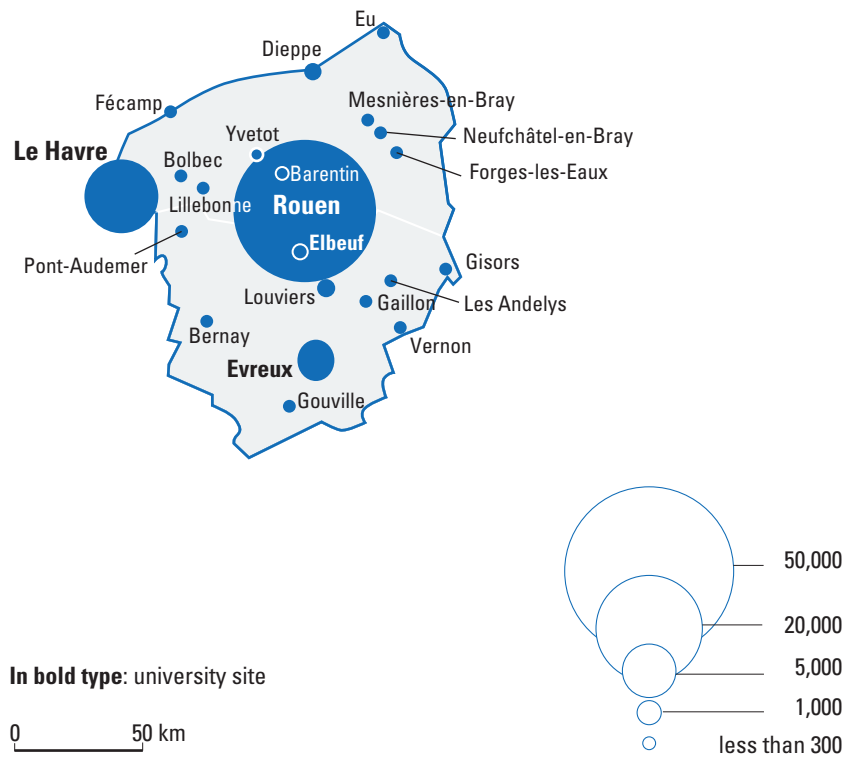 Eu
Dieppe
Fécamp
Mesnières-en-Bray
Yvetot
Neufchâtel-en-Bray
Le Havre
Bolbec
Barentin
Forges-les-Eaux
Lillebonne
Rouen
Elbeuf
Pont-Audemer
Gisors
Louviers
Gaillon
Les Andelys
Bernay
Vernon
Evreux
Gouville
50,000
20,000
5,000
1,000
less than 300
In bold type: university site
0 50 km